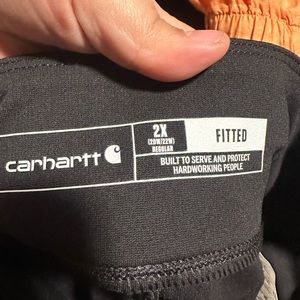 carhartt
2X
(20W/22W)
REGULAR
FITTED
BUILT TO SERVE AND PROTECT
HARDWORKING PEOPLE